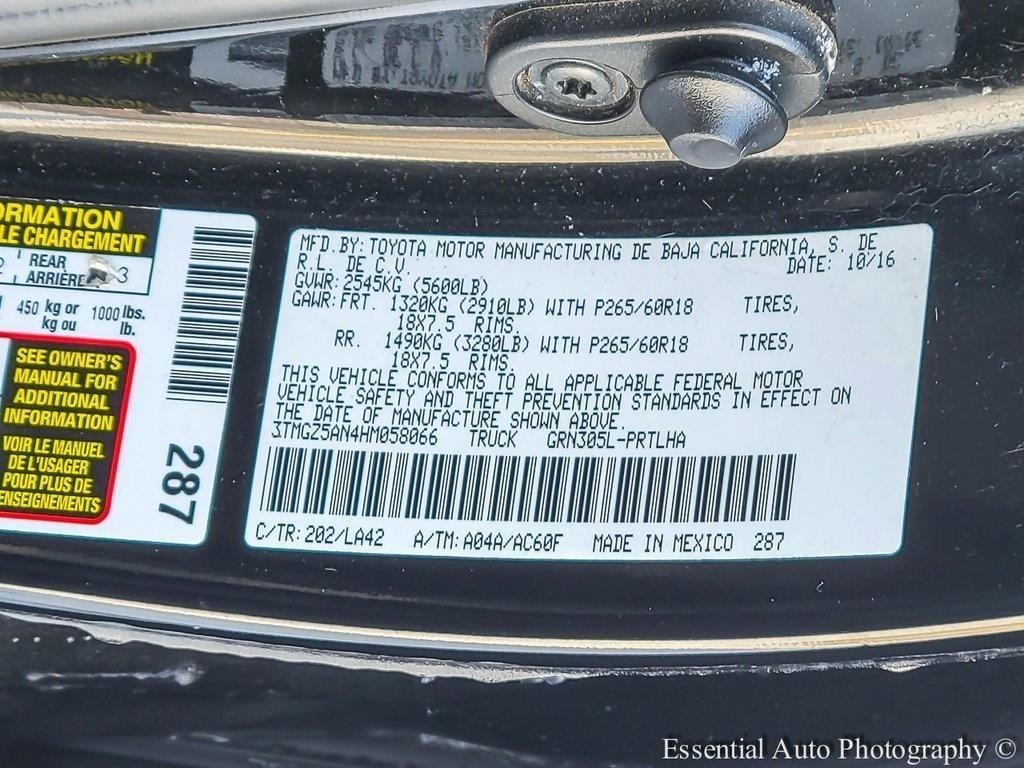 ORMATION
LE CHARGEMENT
REAR
ARRIÈRE 3
450 kg or
kg ou
1000 lbs.
lb.
SEE OWNER'S
MANUAL FOR
ADDITIONAL
INFORMATION
VOIR LE MANUEL
DE L'USAGER
POUR PLUS DE
ENSEIGNEMENTS
287
MFD.BY:TOYOTA MOTOR MANUFACTURING DE BAJA CALIFORNIA, S. DE
R.L. DE C.V. DATE: 10/16
GVWR:2545KG (5600LB)
GAWR:FRT. 1320KG (2910LB) WITH P265/60R18 TIRES,
18X7.5 RIMS.
RR. 1490KG (3280LB) WITH P265/60R18 TIRES,
18X7.5 RIMS.
THIS VEHICLE CONFORMS TO ALL APPLICABLE FEDERAL MOTOR
VEHICLE SAFETY AND THEFT PREVENTION STANDARDS IN EFFECT ON
THE DATE OF MANUFACTURE SHOWN ABOVE.
3TMGZ5AN4HM058066 TRUCK GRN305L-PRTLHA
C/TR:202/LA42 A/TM:A04A/AC60F MADE IN MEXICO 287
Essential Auto Photography ©